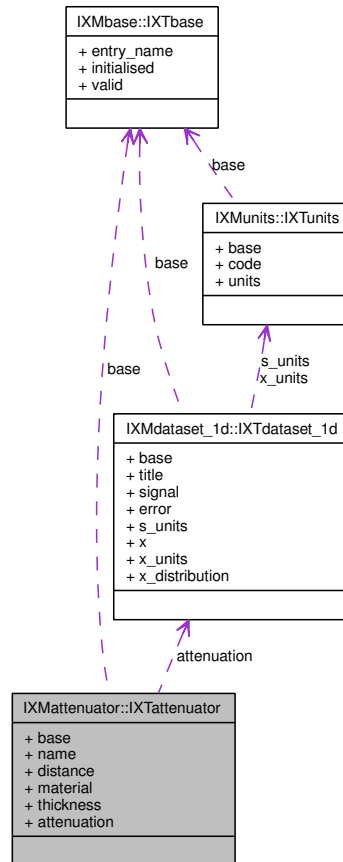 IXMbase::IXTbase
+ entry_name
+ initialised
+ valid
base
IXMunits::IXTunits
+ base
+ code
+ units
base
base
s_units
x_units
IXMdataset_1d::IXTdataset_1d
+ base
+ title
+ signal
+ error
+ s_units
+ x
+ x_units
+ x_distribution
attenuation
IXMattenuator::IXTattenuator
+ base
+ name
+ distance
+ material
+ thickness
+ attenuation